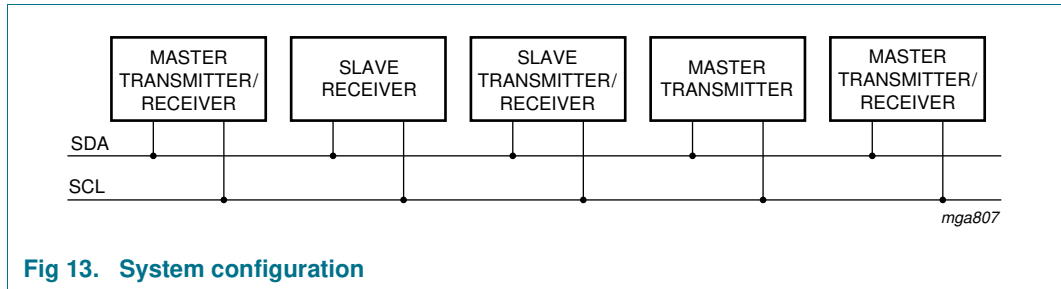 MASTER
TRANSMITTER/
RECEIVER
SLAVE
RECEIVER
SLAVE
TRANSMITTER/
RECEIVER
MASTER
TRANSMITTER
MASTER
TRANSMITTER/
RECEIVER
SDA
SCL
mga807
Fig 13. System configuration